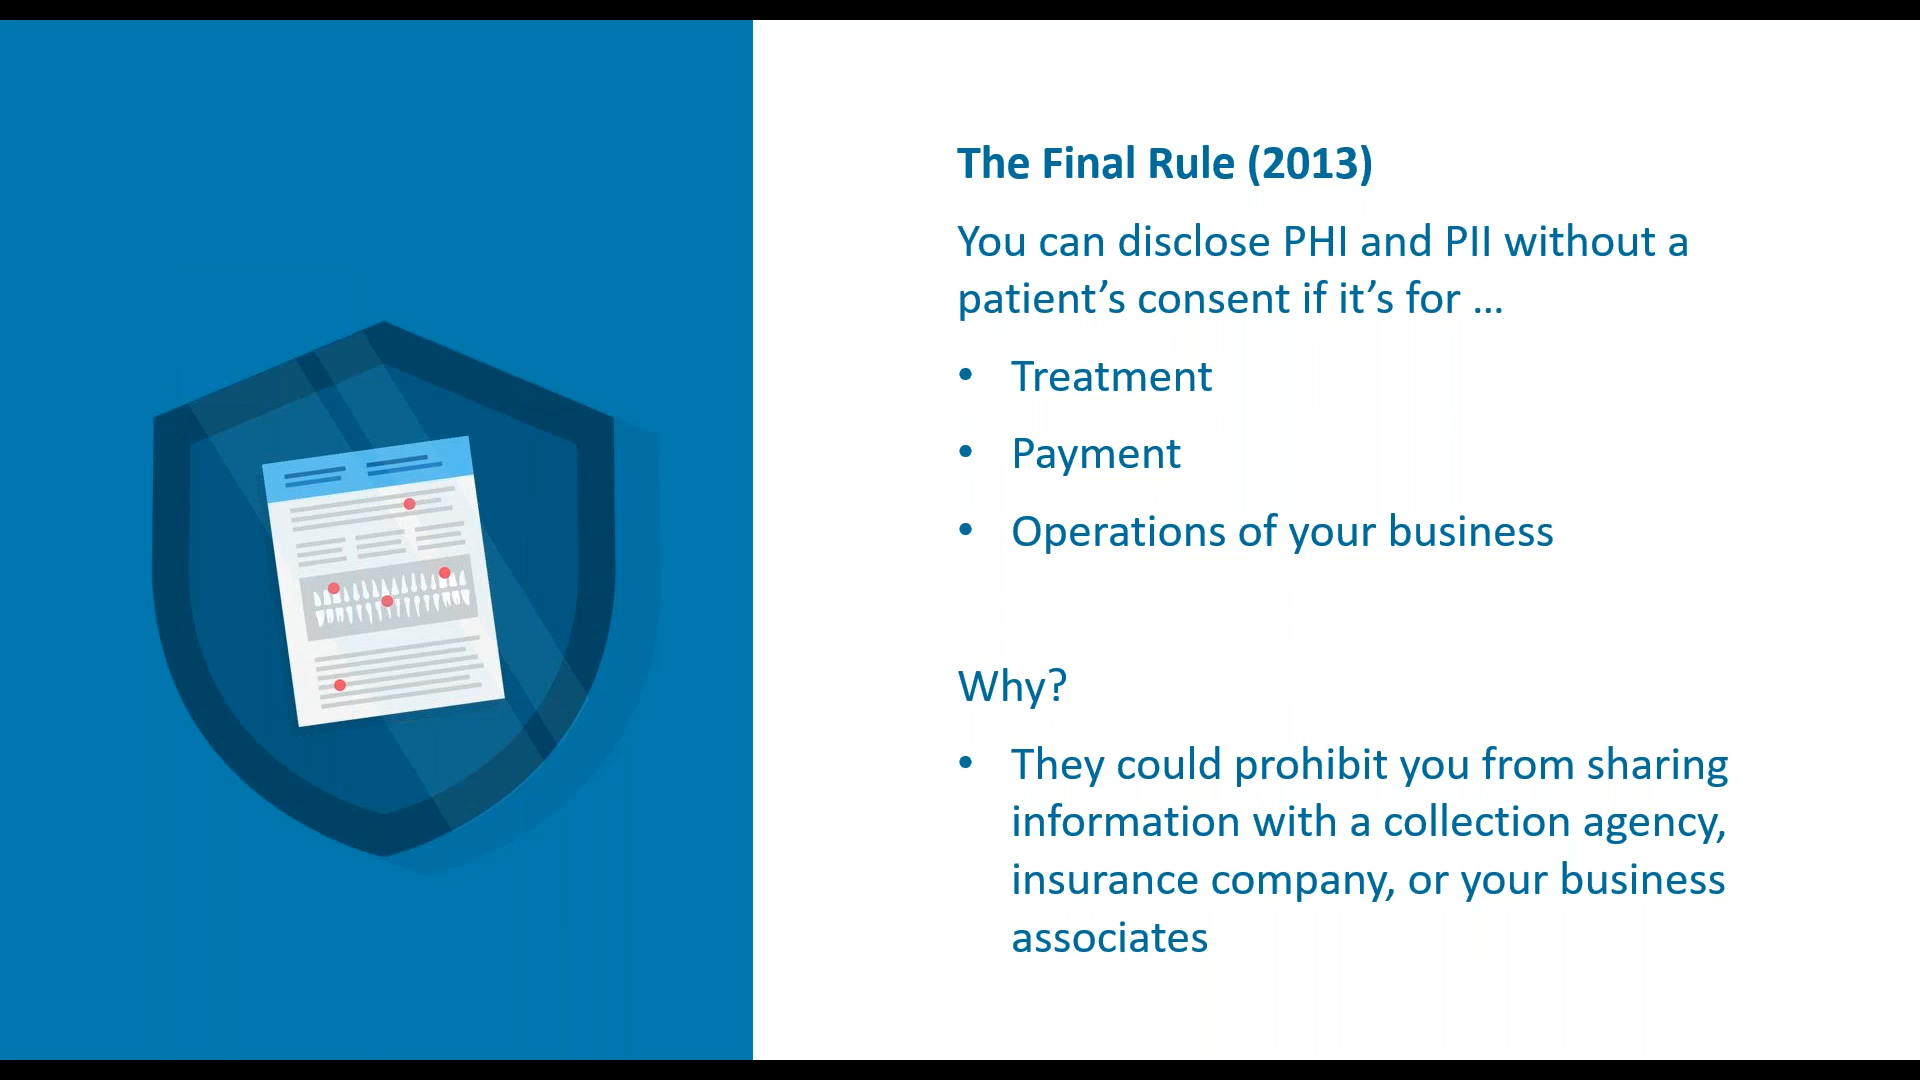 The Final Rule (2013)
You can disclose PHI and PII without a
patient’s consent if it’s for ...
• Treatment
• Payment
• Operations of your business
Why?
• They could prohibit you from sharing
information with a collection agency,
insurance company, or your business
associates